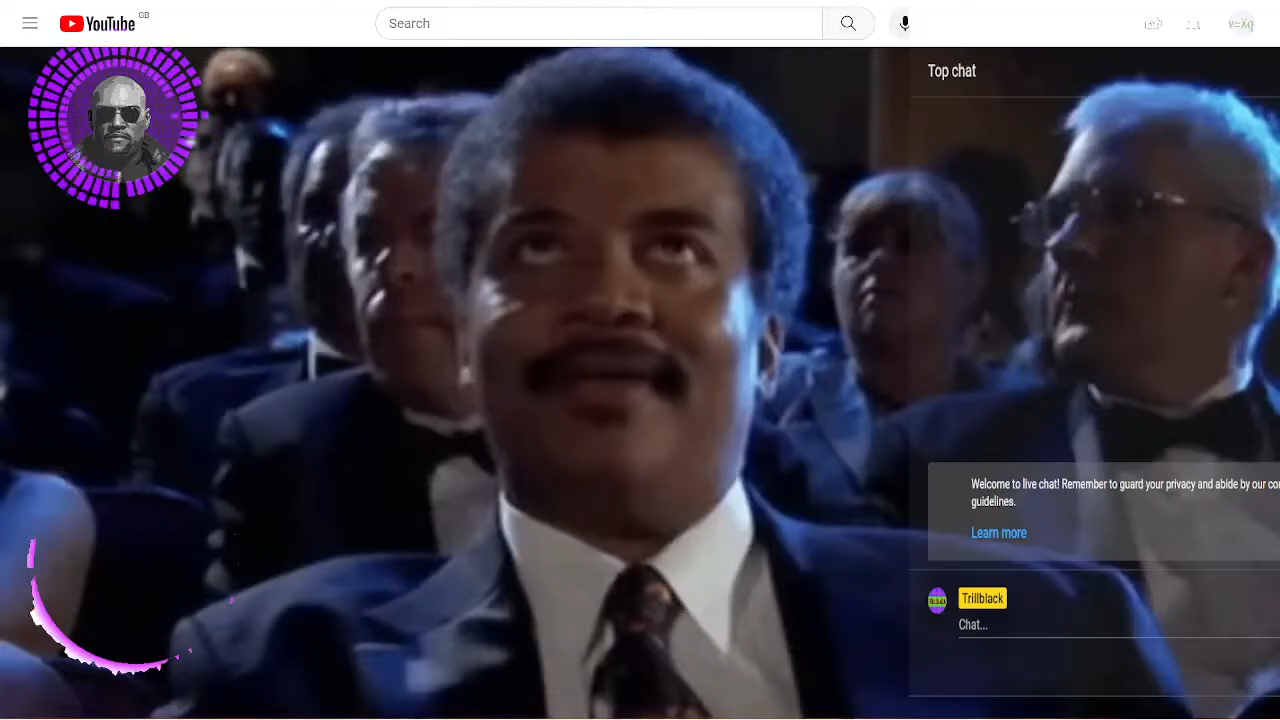 YouTube
GB
Search
Top chat
Welcome to live chat! Remember to guard your privacy and abide by our
guidelines.
Learn more
Trillblack
Chat...